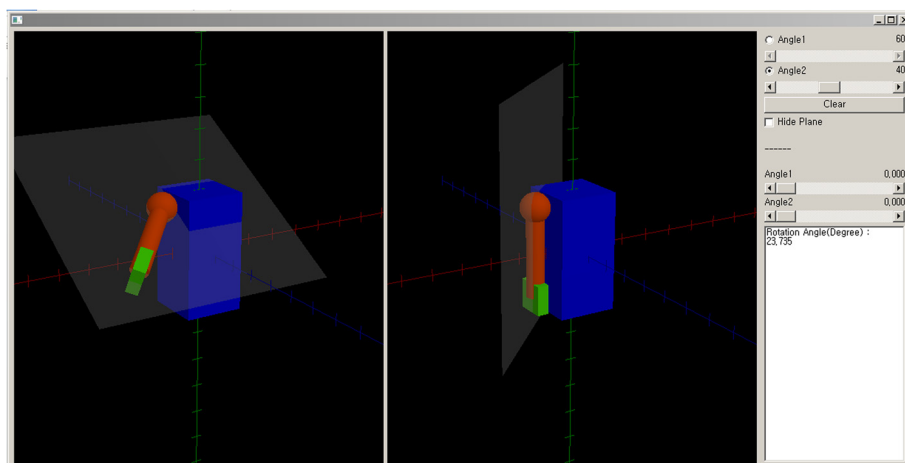 Angle1 60
Angle2 40
Clear
Hide Plane
------
Angle1 0,000
Angle2 0,000
Rotation Angle(Degree) :
23,735